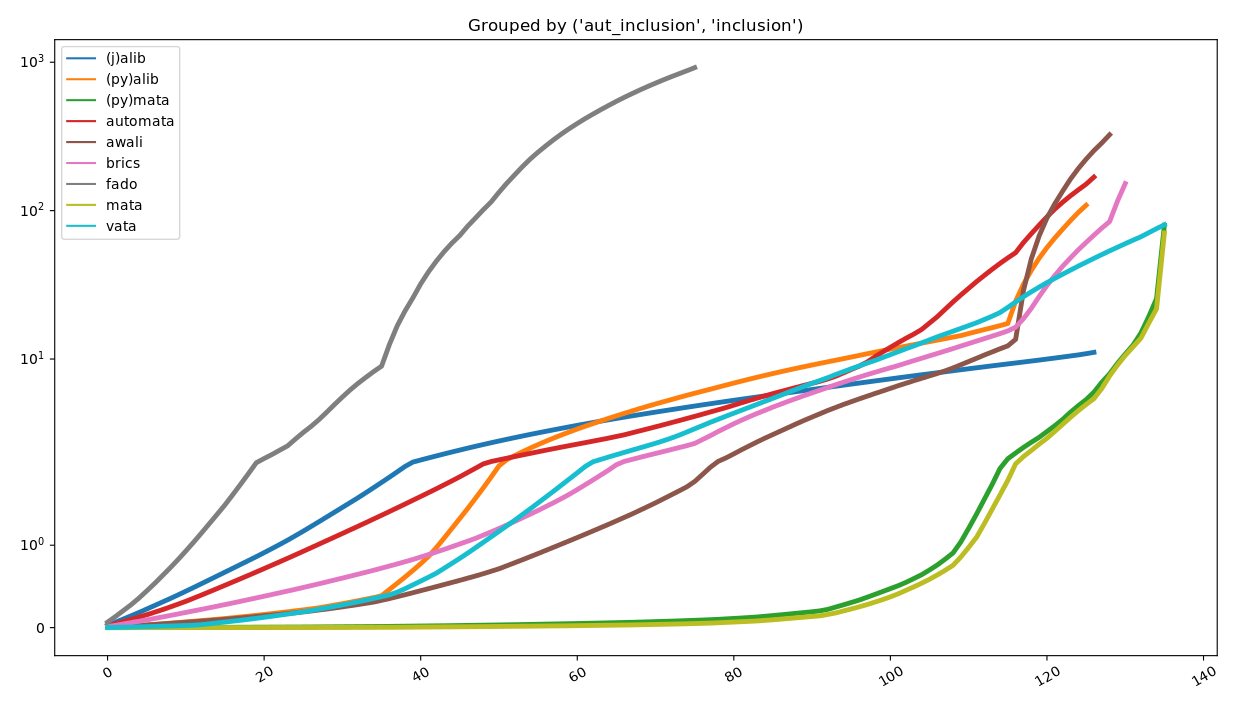 Grouped by ('aut_inclusion', 'inclusion')
(j)alib
(py)alib
(py)mata
automata
awali
brics
fado
mata
vata
10³
10²
10¹
10⁰
0
0 20 40 60 80 100 120 140